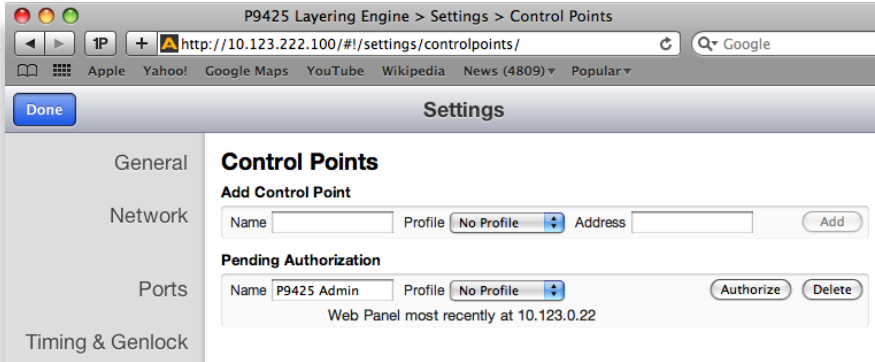 P9425 Layering Engine > Settings > Control Points
1P + A http://10.123.222.100/#!/settings/controlpoints/ Google
Apple Yahoo! Google Maps YouTube Wikipedia News (4809) Popular
Done Settings
General
Network
Ports
Timing & Genlock
Control Points
Add Control Point
Name Profile No Profile Address Add
Pending Authorization
Name P9425 Admin Profile No Profile Authorize Delete
Web Panel most recently at 10.123.0.22